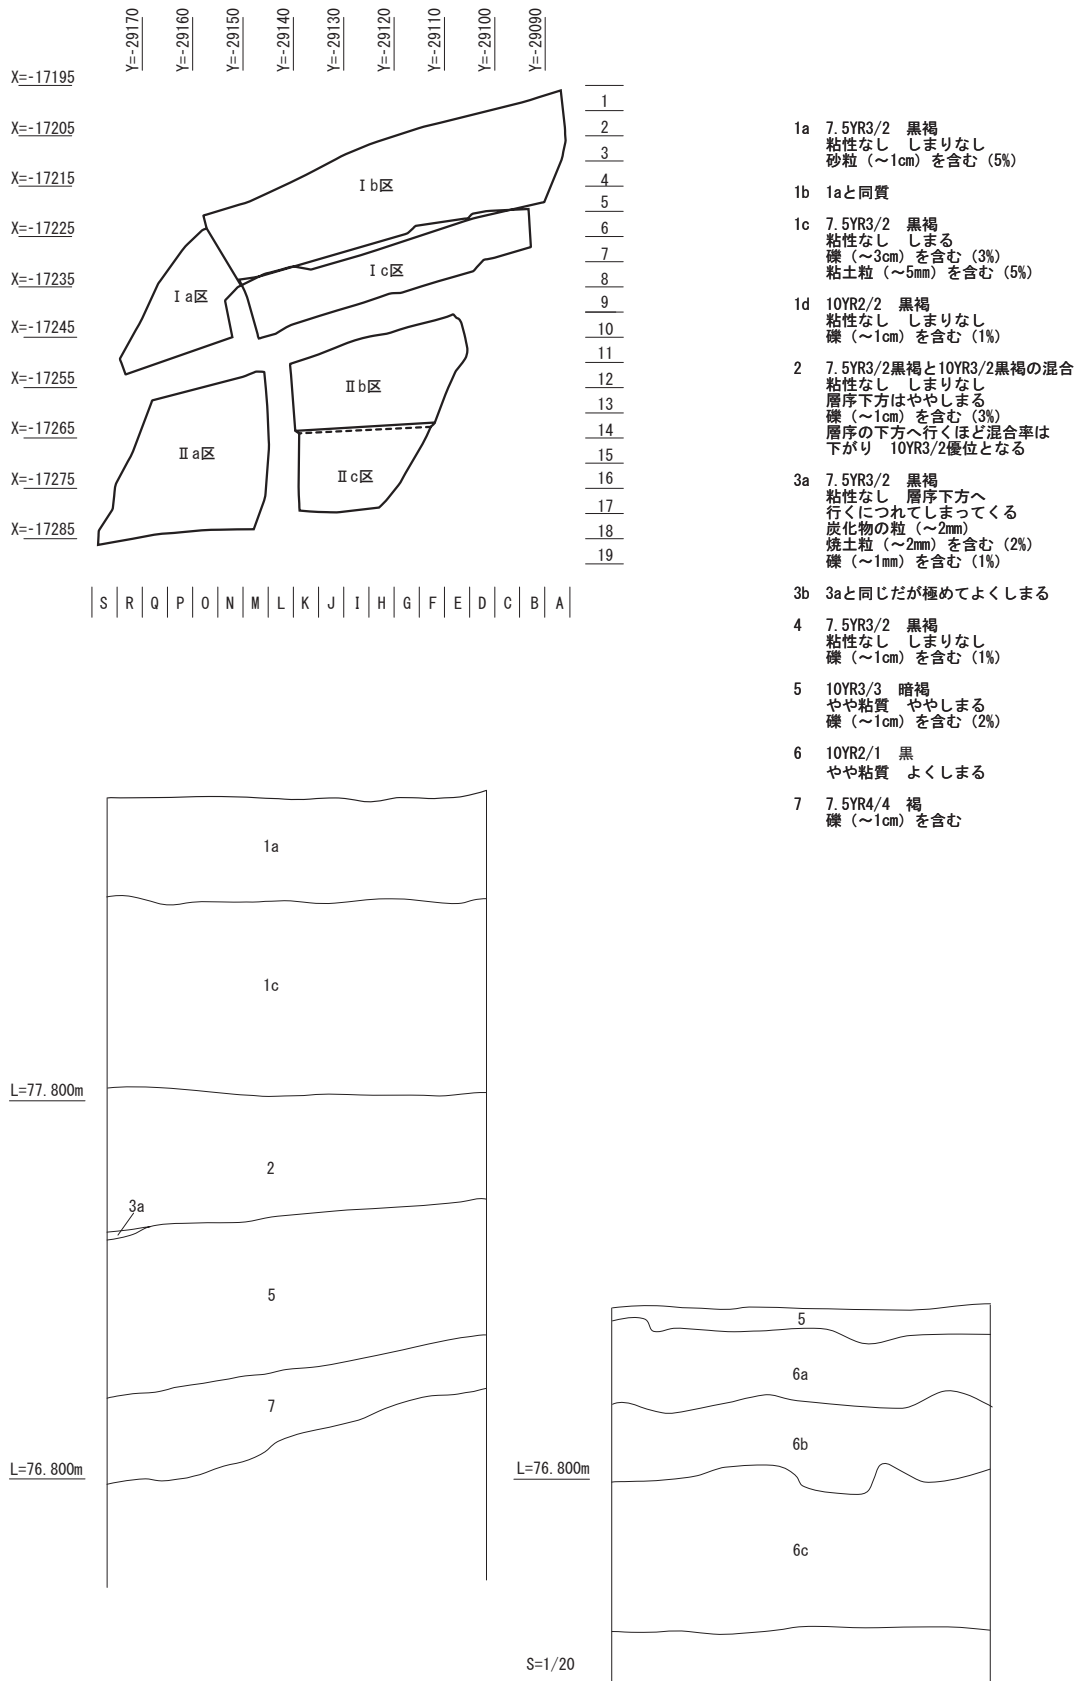 Y=-29170
Y=-29160
Y=-29150
Y=-29140
Y=-29130
Y=-29120
Y=-29110
Y=-29100
Y=-29090
X=-17195
X=-17205
X=-17215
X=-17225
X=-17235
X=-17245
X=-17255
X=-17265
X=-17275
X=-17285
1
2
3
4
5
6
7
8
9
10
11
12
13
14
15
16
17
18
19
Ⅰb区
Ⅰc区
Ⅰa区
Ⅱb区
Ⅱa区
Ⅱc区
S R Q P O N M L K J I H G F E D C B A
1a 7.5YR3/2 黒褐
粘性なし しまりなし
砂粒（～1cm）を含む（5%）
1b 1aと同質
1c 7.5YR3/2 黒褐
粘性なし しまる
礫（～3cm）を含む（3%）
粘土粒（～5mm）を含む（5%）
1d 10YR2/2 黒褐
粘性なし しまりなし
礫（～1cm）を含む（1%）
2 7.5YR3/2黒褐と10YR3/2黒褐の混合
粘性なし しまりなし
層序下方はややしまる
礫（～1cm）を含む（3%）
層序の下方へ行くほど混合率は
下がり 10YR3/2優位となる
3a 7.5YR3/2 黒褐
粘性なし 層序下方へ
行くにつれてしまってくる
炭化物の粒（～2mm）
焼土粒（～2mm）を含む（2%）
礫（～1mm）を含む（1%）
3b 3aと同じだが極めてよくしまる
4 7.5YR3/2 黒褐
粘性なし しまりなし
礫（～1cm）を含む（1%）
5 10YR3/3 暗褐
やや粘質 ややしまる
礫（～1cm）を含む（2%）
6 10YR2/1 黒
やや粘質 よくしまる
7 7.5YR4/4 褐
礫（～1cm）を含む
1a
1c
L=77.800m
2
3a
5
7
L=76.800m
5
6a
6b
L=76.800m
6c
S=1/20